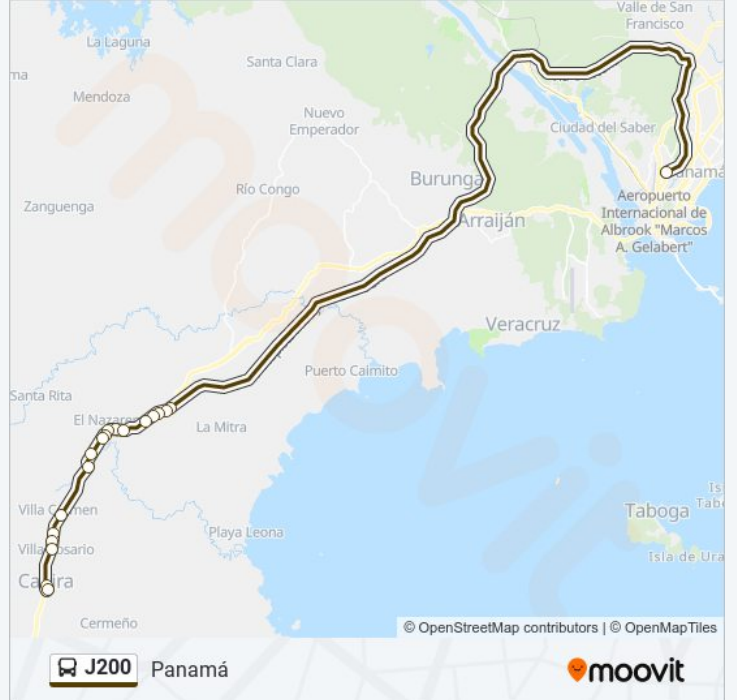 Valle de San
Francisco
La Laguna
Santa Clara
ma
Mendoza
Nuevo
Emperador
Ciudad del Saber
Burunga
Panamá
Río Congo
Aeropuerto
Internacional de
Albrook "Marcos
A. Gelabert"
Zanguenga
Arraiján
Veracruz
Puerto Caimito
Santa Rita
El Nazareno
La Mitra
Villa Carmen
Taboga
Playa Leona
Villa Rosario
Isla de Ura
Capira
Cermeño
© OpenStreetMap contributors | © OpenMapTiles
J200 Panamá
moovit
moovit